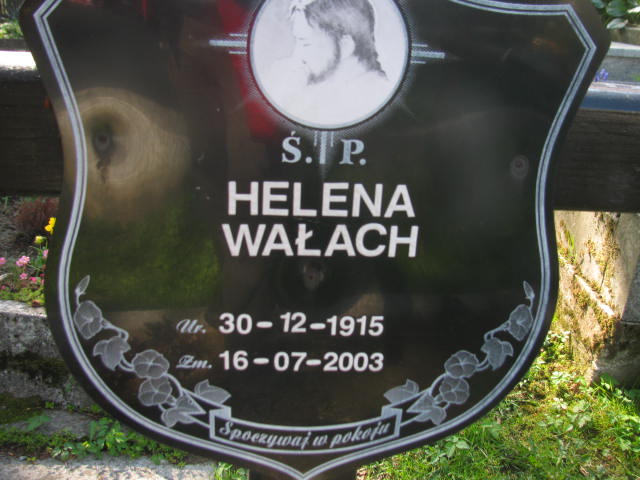 Ś. P.
HELENA
WAŁACH
Ur. 30-12-1915
Zm. 16-07-2003
Spoczywaj w pokoju